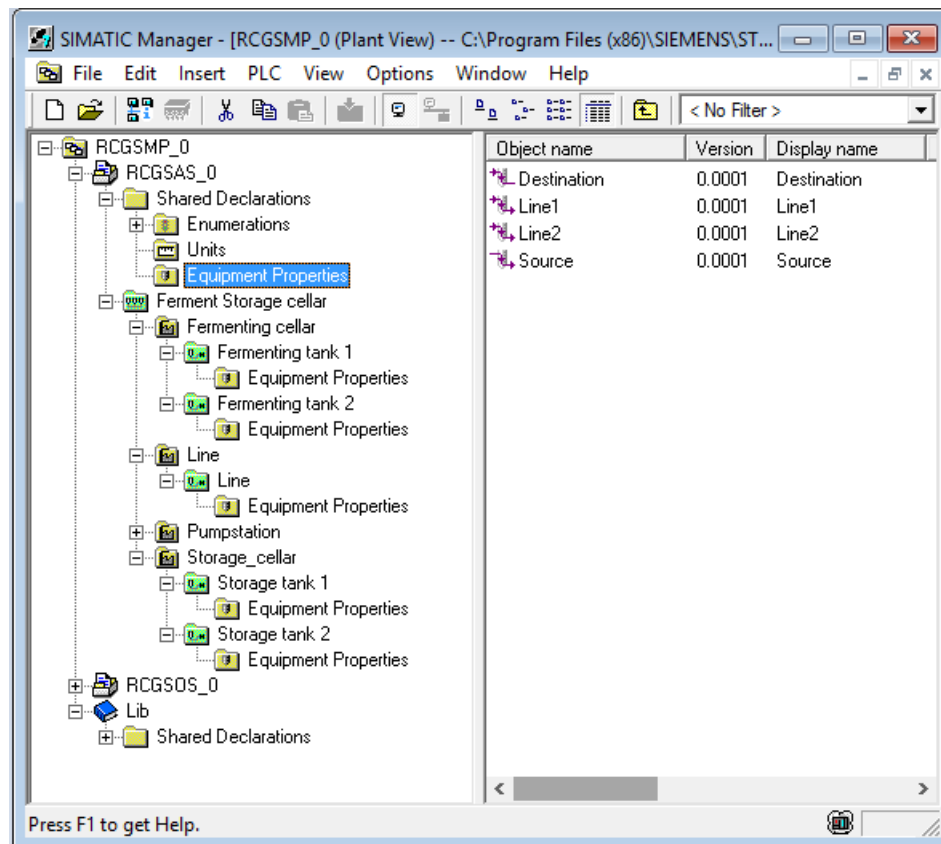 SIMATIC Manager - [RCGSMP_0 (Plant View) -- C:\Program Files (x86)\SIEMENS\ST...
File Edit Insert PLC View Options Window Help
< No Filter >
RCGSMP_0
RCGSAS_0
Shared Declarations
Enumerations
Units
Equipment Properties
Ferment Storage cellar
Fermenting cellar
Fermenting tank 1
Equipment Properties
Fermenting tank 2
Equipment Properties
Line
Line
Equipment Properties
Pumpstation
Storage_cellar
Storage tank 1
Equipment Properties
Storage tank 2
Equipment Properties
RCGSOS_0
Lib
Shared Declarations
Object name Version Display name
Destination 0.0001 Destination
Line1 0.0001 Line1
Line2 0.0001 Line2
Source 0.0001 Source
Press F1 to get Help.